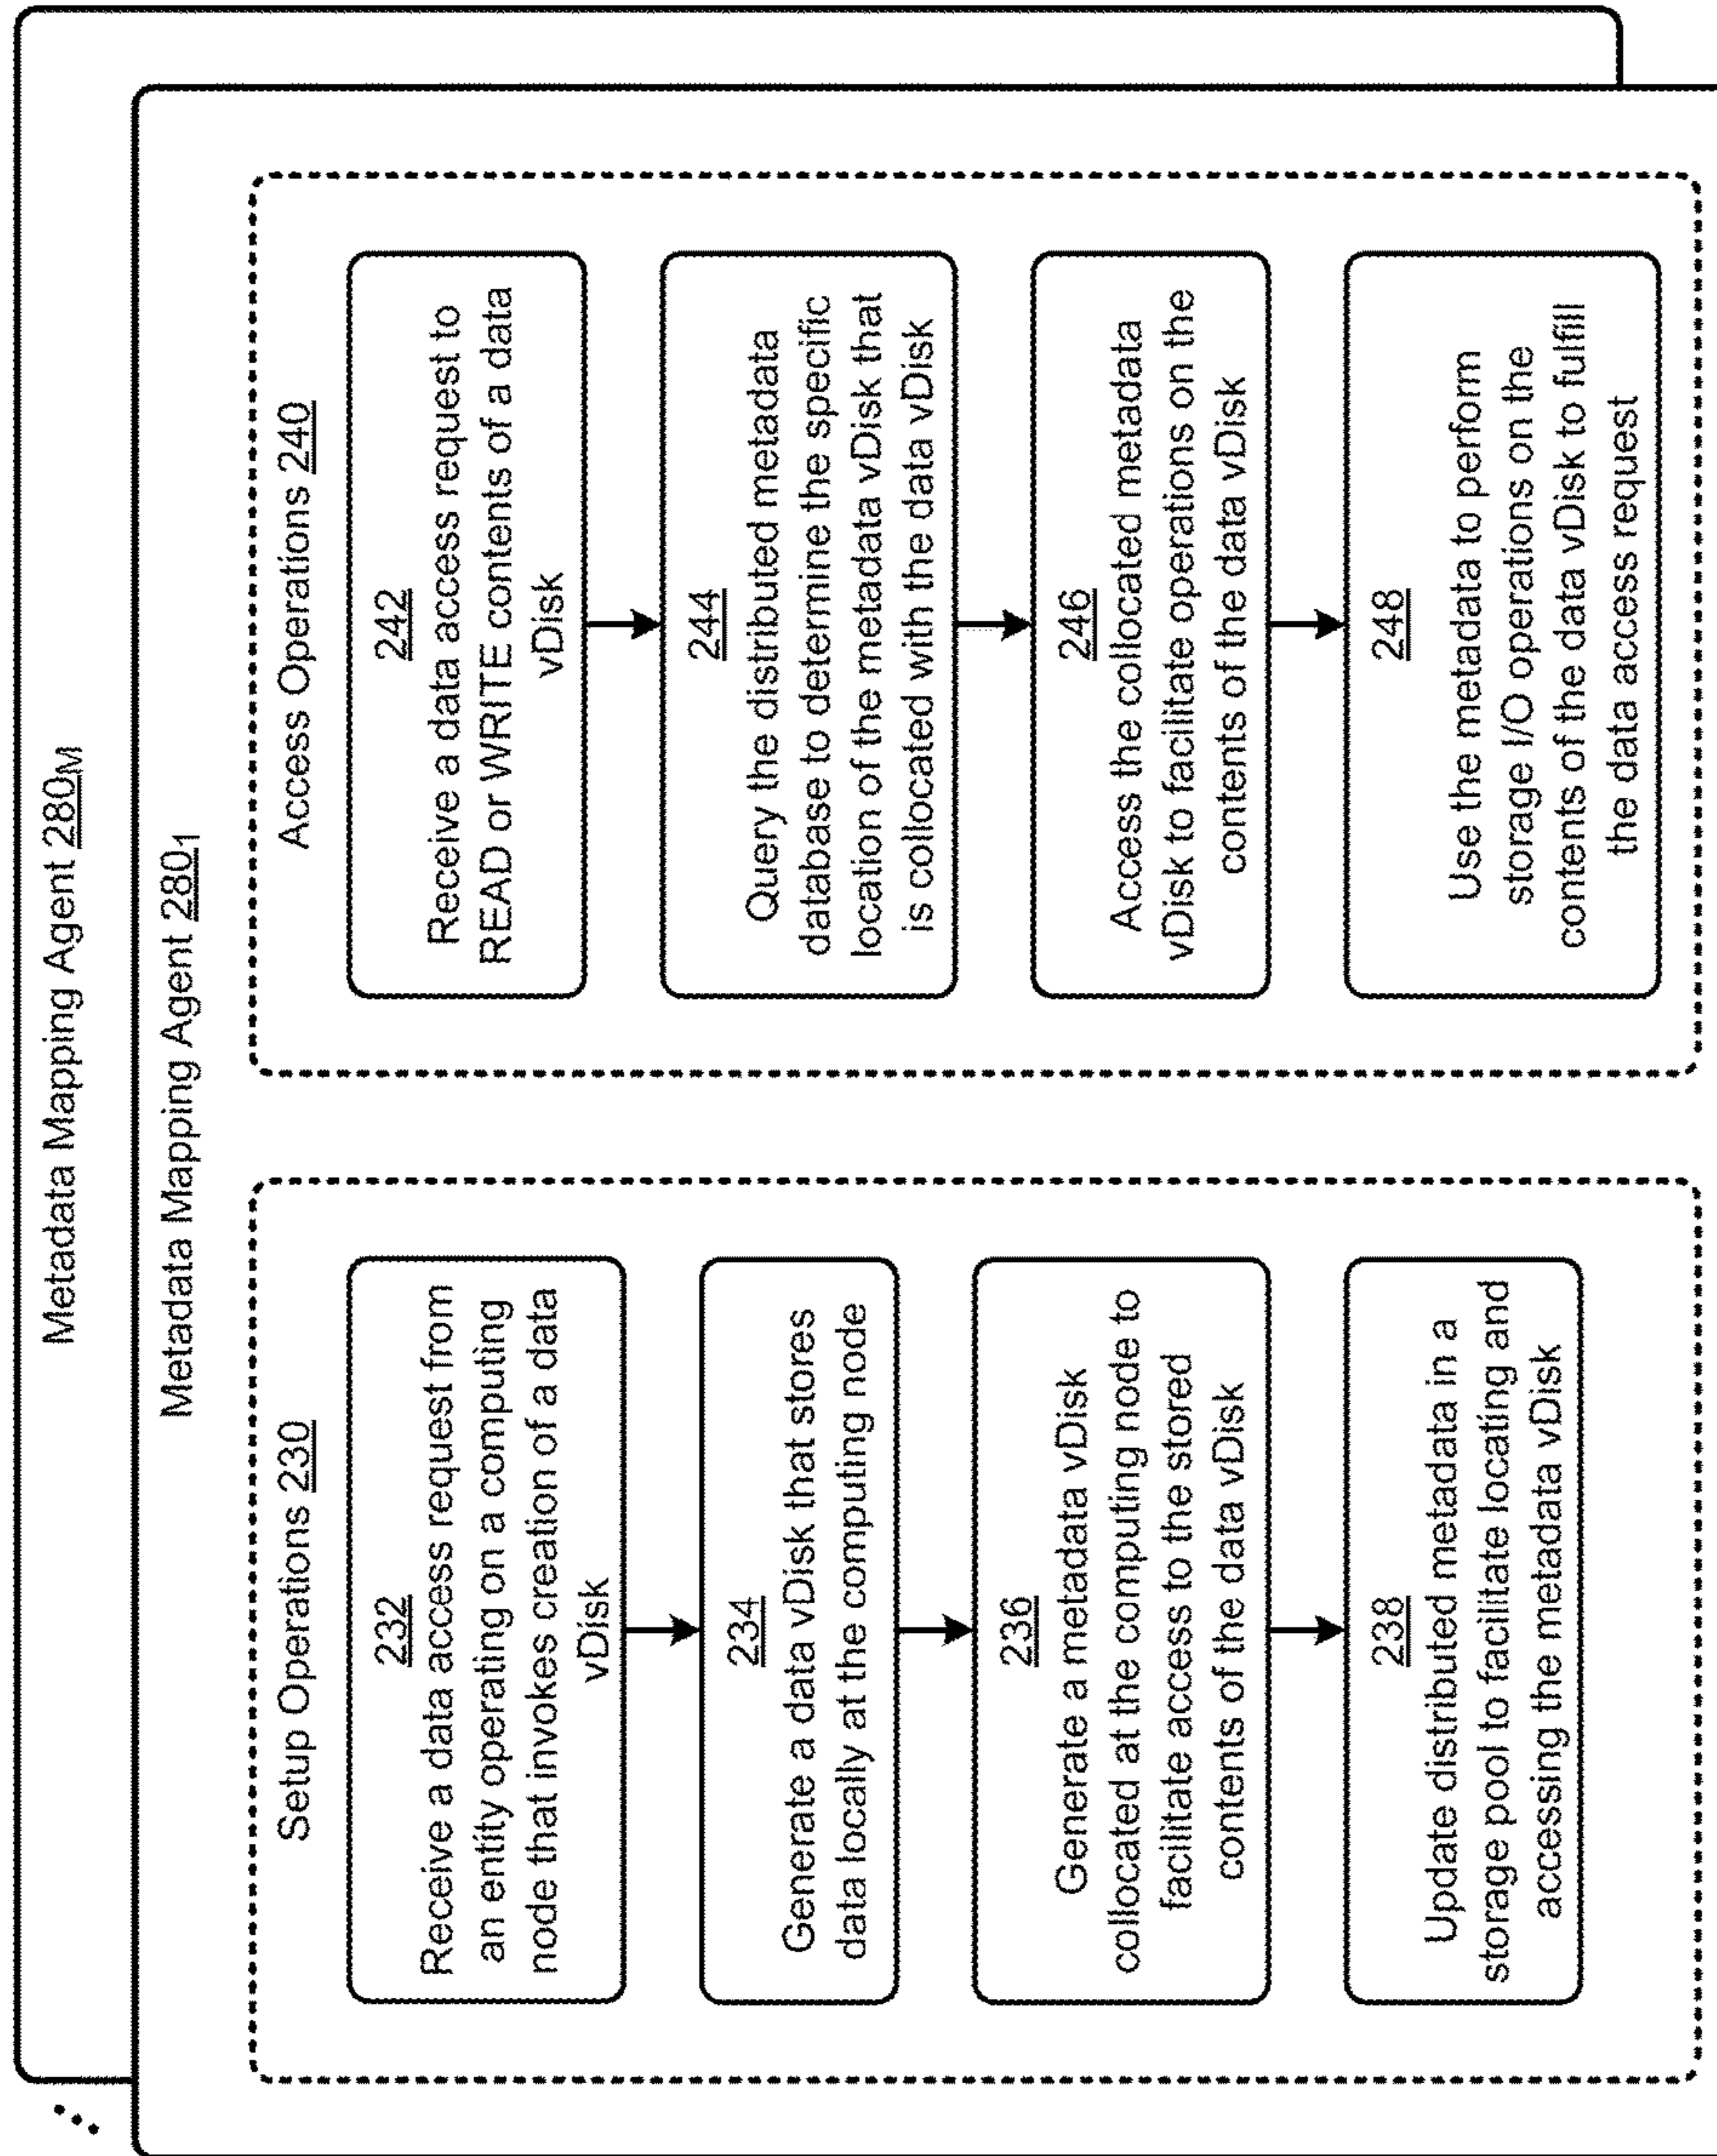 Metadata Mapping Agent 280M
Metadata Mapping Agent 2801
Setup Operations 230
232
Receive a data access request from
an entity operating on a computing
node that invokes creation of a data
vDisk
234
Generate a data vDisk that stores
data locally at the computing node
236
Generate a metadata vDisk
collocated at the computing node to
facilitate access to the stored
contents of the data vDisk
238
Update distributed metadata in a
storage pool to facilitate locating and
accessing the metadata vDisk
Access Operations 240
242
Receive a data access request to
READ or WRITE contents of a data
vDisk
244
Query the distributed metadata
database to determine the specific
location of the metadata vDisk that
is collocated with the data vDisk
246
Access the collocated metadata
vDisk to facilitate operations on the
contents of the data vDisk
248
Use the metadata to perform
storage I/O operations on the
contents of the data vDisk to fulfill
the data access request